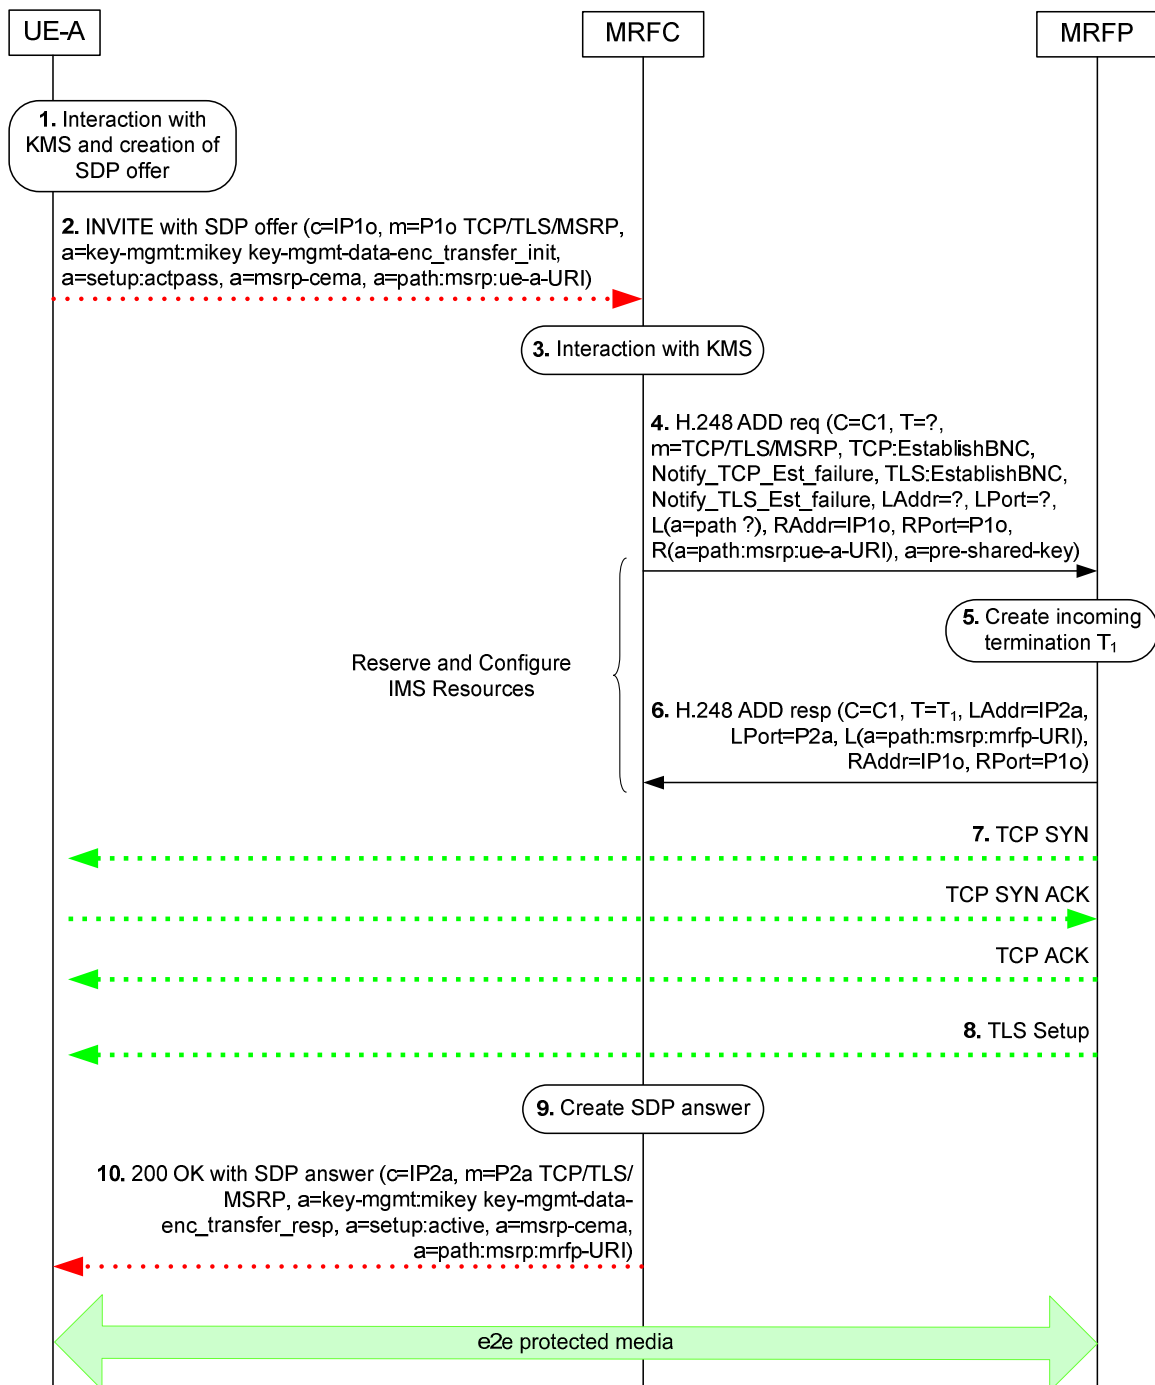 UE-A
MRFC
MRFP
1. Interaction with
KMS and creation of
SDP offer
2. INVITE with SDP offer (c=IP1o, m=P1o TCP/TLS/MSRP,
a=key-mgmt:mikey key-mgmt-data-enc_transfer_init,
a=setup:actpass, a=msrp-cema, a=path:msrp:ue-a-URI)
3. Interaction with KMS
4. H.248 ADD req (C=C1, T=?,
m=TCP/TLS/MSRP, TCP:EstablishBNC,
Notify_TCP_Est_failure, TLS:EstablishBNC,
Notify_TLS_Est_failure, LAddr=?, LPort=?,
L(a=path ?), RAddr=IP1o, RPort=P1o,
R(a=path:msrp:ue-a-URI), a=pre-shared-key)
5. Create incoming
termination T1
Reserve and Configure
IMS Resources
6. H.248 ADD resp (C=C1, T=T1, LAddr=IP2a,
LPort=P2a, L(a=path:msrp:mrfp-URI),
RAddr=IP1o, RPort=P1o)
7. TCP SYN
TCP SYN ACK
TCP ACK
8. TLS Setup
9. Create SDP answer
10. 200 OK with SDP answer (c=IP2a, m=P2a TCP/TLS/
MSRP, a=key-mgmt:mikey key-mgmt-data-
enc_transfer_resp, a=setup:active, a=msrp-cema,
a=path:msrp:mrfp-URI)
e2e protected media